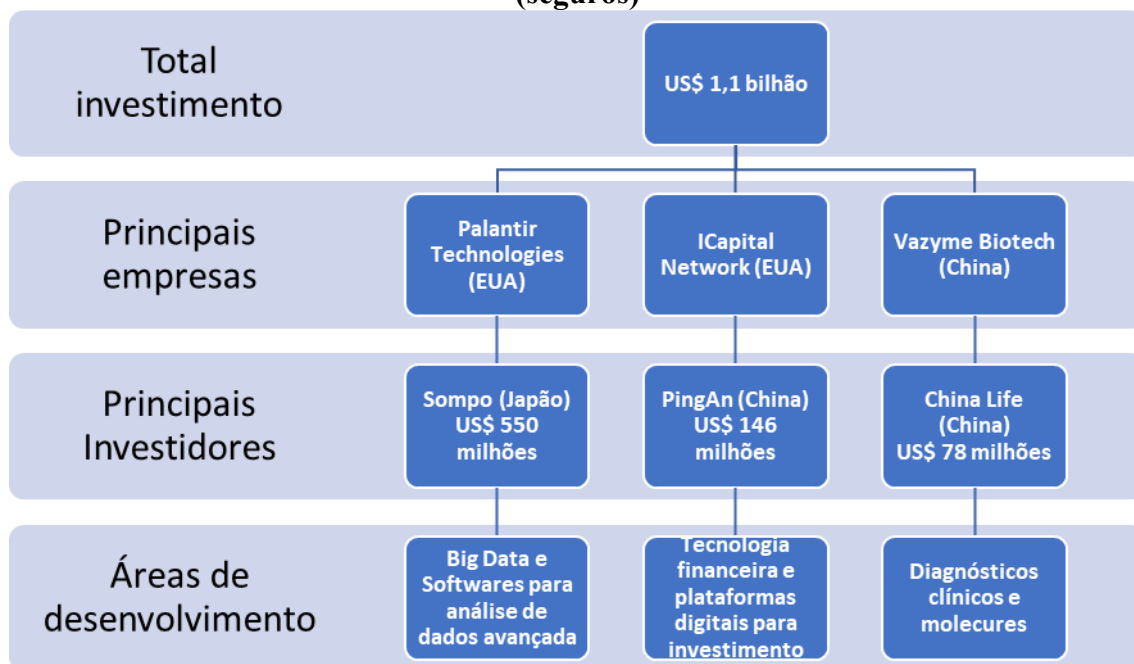 (seguros)
Total
investimento
US$ 1,1 bilhão
Principais
empresas
Palantir
Technologies
(EUA)
ICapital
Network (EUA)
Vazyme Biotech
(China)
Principais
Investidores
Sompo (Japão)
US$ 550
milhões
PingAn (China)
US$ 146
milhões
China Life
(China)
US$ 78 milhões
Áreas de
desenvolvimento
Big Data e
Softwares para
análise de
dados avançada
Tecnologia
financeira e
plataformas
digitais para
investimento
Diagnósticos
clínicos e
molecures